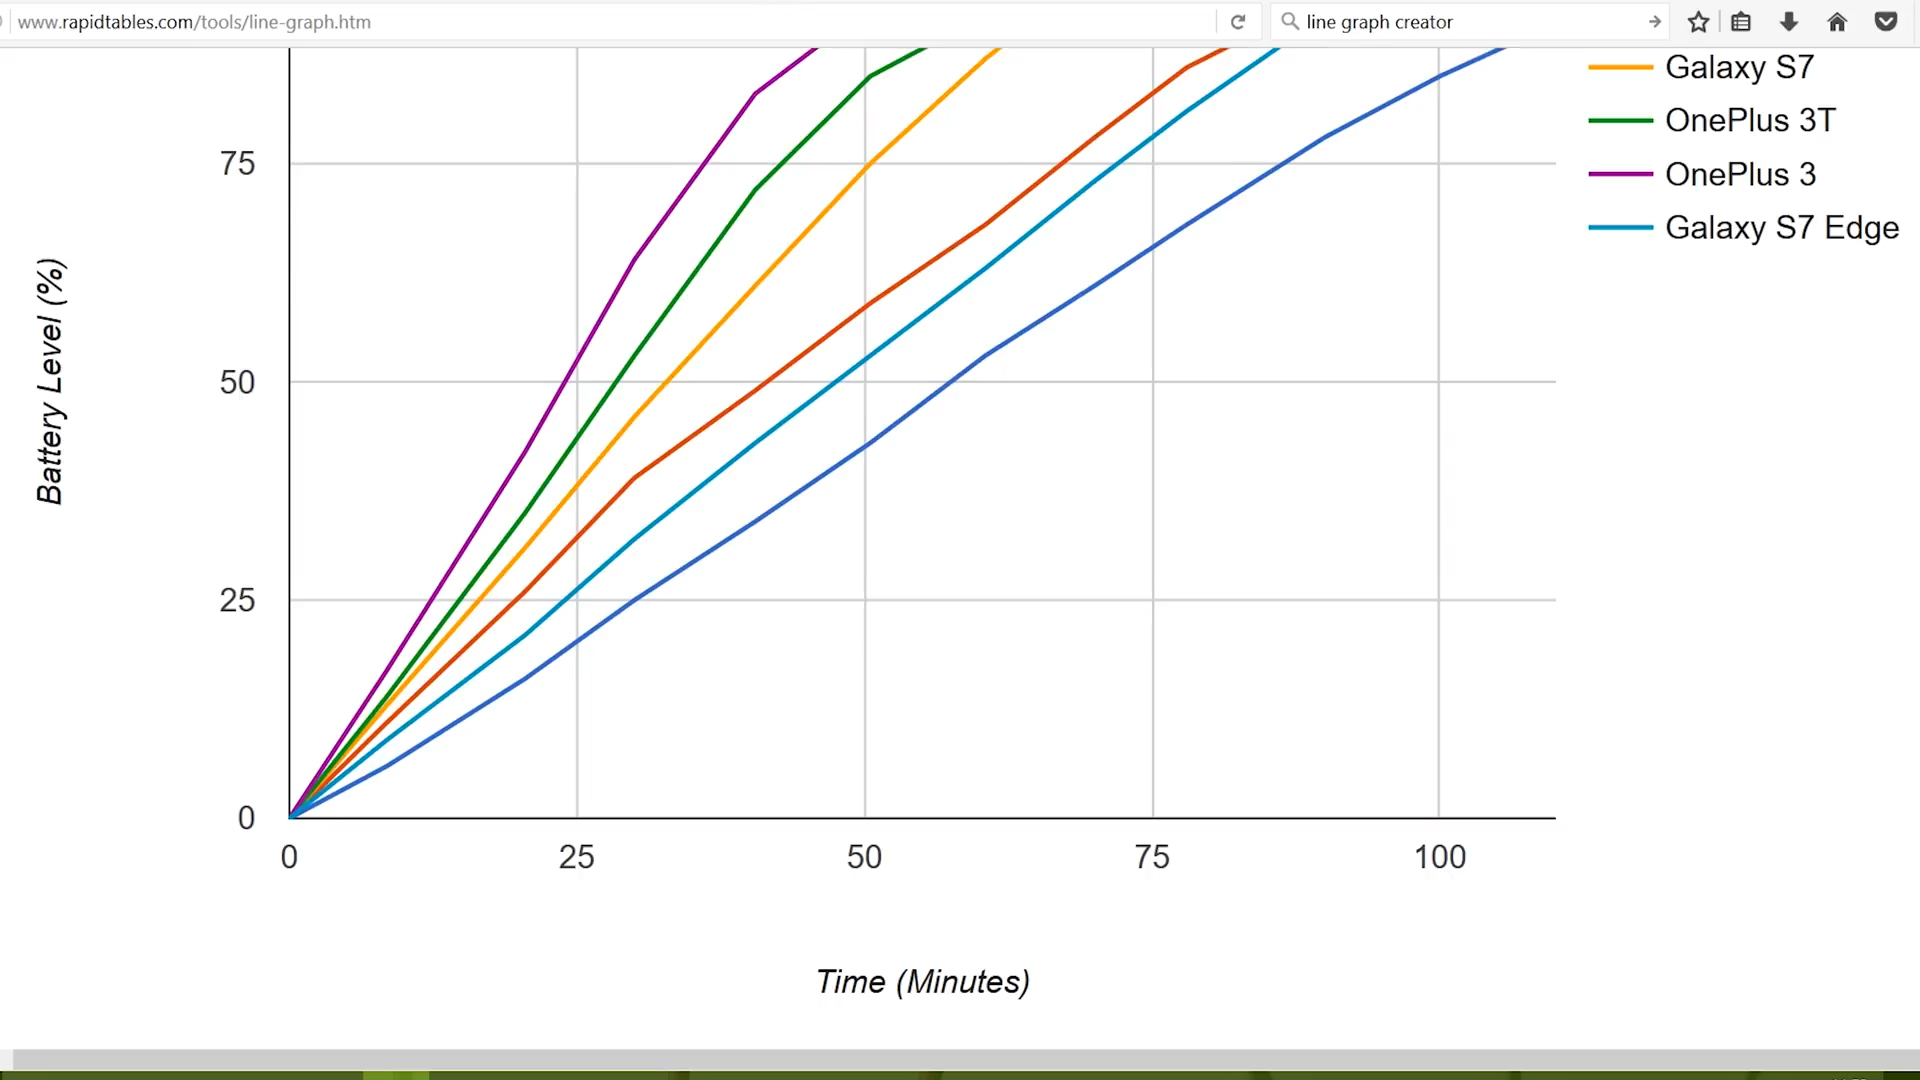 www.rapidtables.com/tools/line-graph.htm
line graph creator
Galaxy S7
OnePlus 3T
OnePlus 3
Galaxy S7 Edge
Battery Level (%)
75
50
25
0
0 25 50 75 100
Time (Minutes)